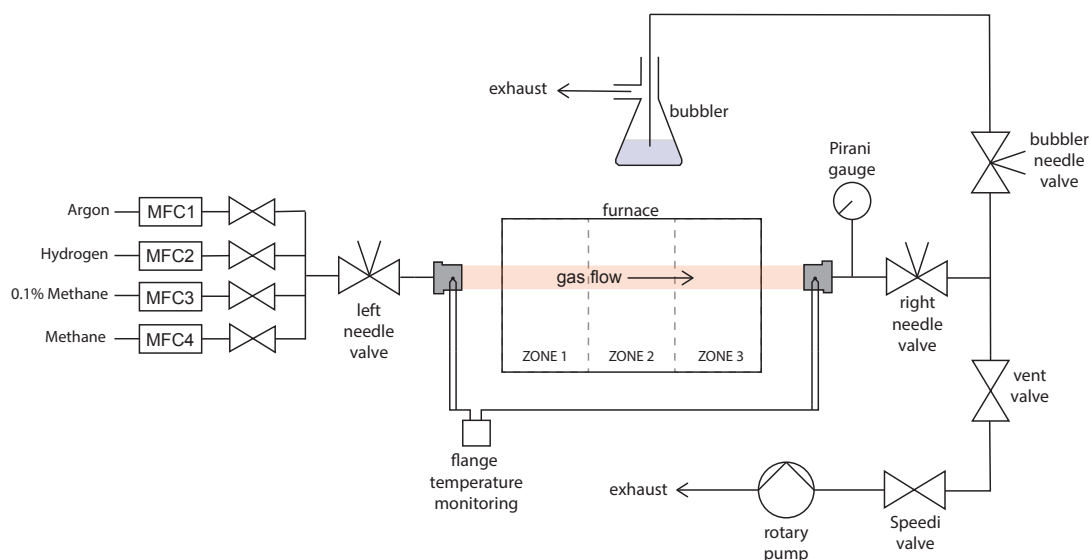 exhaust
bubbler
bubbler
needle
valve
Pirani
gauge
furnace
Argon
MFC1
Hydrogen
MFC2
0.1% Methane
MFC3
Methane
MFC4
gas flow
left
needle
valve
right
needle
valve
ZONE 1
ZONE 2
ZONE 3
vent
valve
flange
temperature
monitoring
exhaust
rotary
pump
Speedi
valve